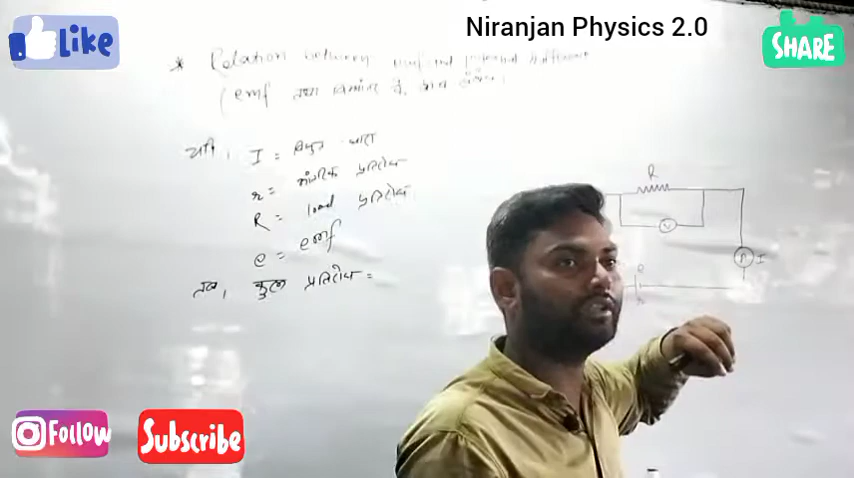 Niranjan Physics 2.0
Like
SHARE
* Relation between emf and potential difference
(emf तथा विभांतर में
यदि, I = विद्युत धारा
r = आंतरिक प्रतिरोध
R = load प्रतिरोध
e = emf
तब, कुल प्रतिरोध =
R
V
A I
e
r
Follow
Subscribe